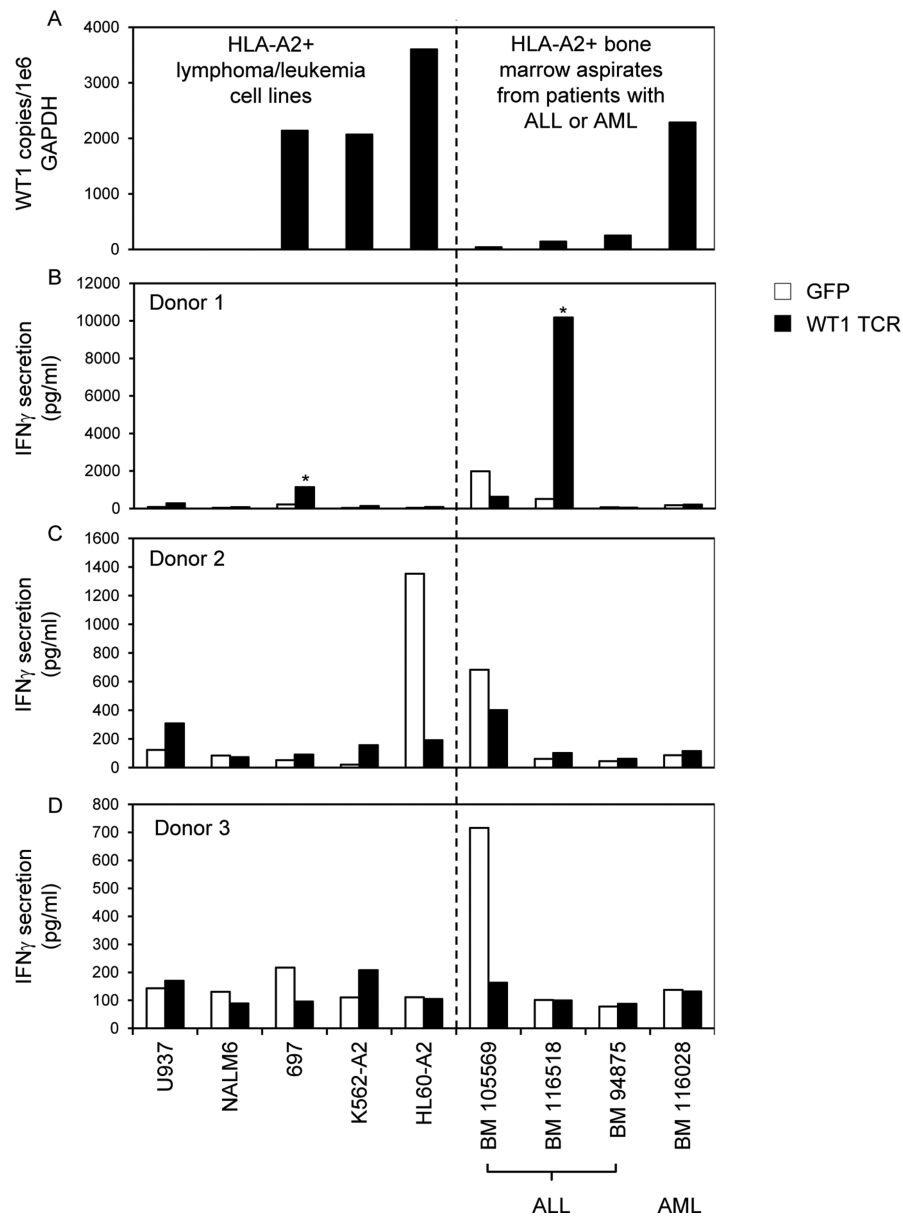 A
WT1 copies/1e6
GAPDH
4000
3000
2000
1000
0
HLA-A2+
lymphoma/leukemia
cell lines
HLA-A2+ bone
marrow aspirates
from patients with
ALL or AML
B
IFNγ secretion
(pg/ml)
12000
10000
8000
6000
4000
2000
0
Donor 1
*
*
GFP
WT1 TCR
C
IFNγ secretion
(pg/ml)
1600
1400
1200
1000
800
600
400
200
0
Donor 2
D
IFNγ secretion
(pg/ml)
800
700
600
500
400
300
200
100
0
Donor 3
U937
NALM6
697
K562-A2
HL60-A2
BM 105569
BM 116518
BM 94875
BM 116028
ALL
AML